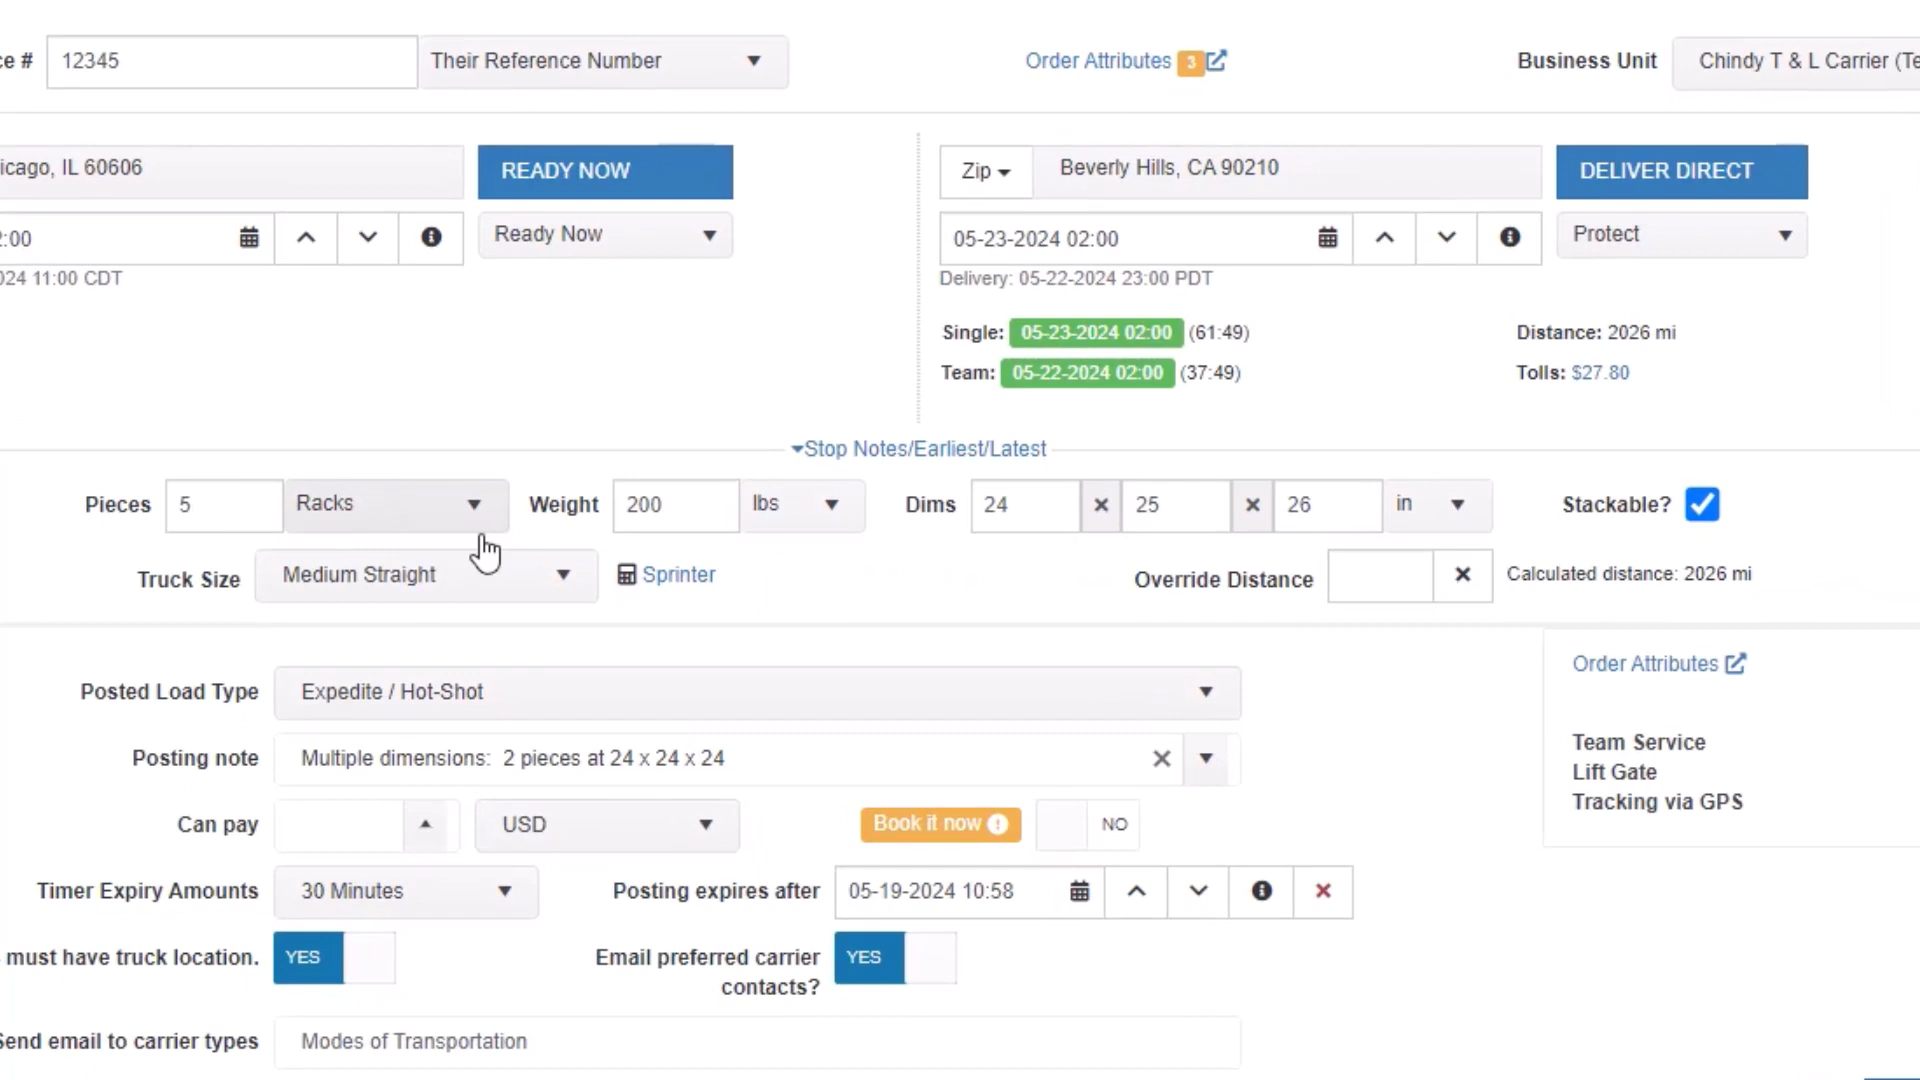 ce # 12345 Their Reference Number Order Attributes 3 Business Unit Chindy T & L Carrier (Te
icago, IL 60606 READY NOW Zip Beverly Hills, CA 90210 DELIVER DIRECT
2:00 Ready Now 05-23-2024 02:00 Protect
024 11:00 CDT Delivery: 05-22-2024 23:00 PDT
Single: 05-23-2024 02:00 (61:49) Distance: 2026 mi
Team: 05-22-2024 02:00 (37:49) Tolls: $27.80
Stop Notes/Earliest/Latest
Pieces 5 Racks Weight 200 lbs Dims 24 x 25 x 26 in Stackable?
Truck Size Medium Straight Sprinter Override Distance Calculated distance: 2026 mi
Posted Load Type Expedite / Hot-Shot Order Attributes
Posting note Multiple dimensions: 2 pieces at 24 x 24 x 24 Team Service
Lift Gate
Tracking via GPS
Can pay USD Book it now NO
Timer Expiry Amounts 30 Minutes Posting expires after 05-19-2024 10:58
must have truck location. YES Email preferred carrier contacts? YES
Send email to carrier types Modes of Transportation